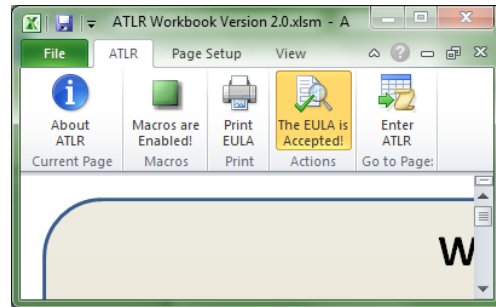 ATLR Workbook Version 2.0.xlsm - A
File ATLR Page Setup View
About ATLR
Macros are Enabled!
Print EULA
The EULA is Accepted!
Enter ATLR
Current Page Macros Print Actions Go to Page:
W